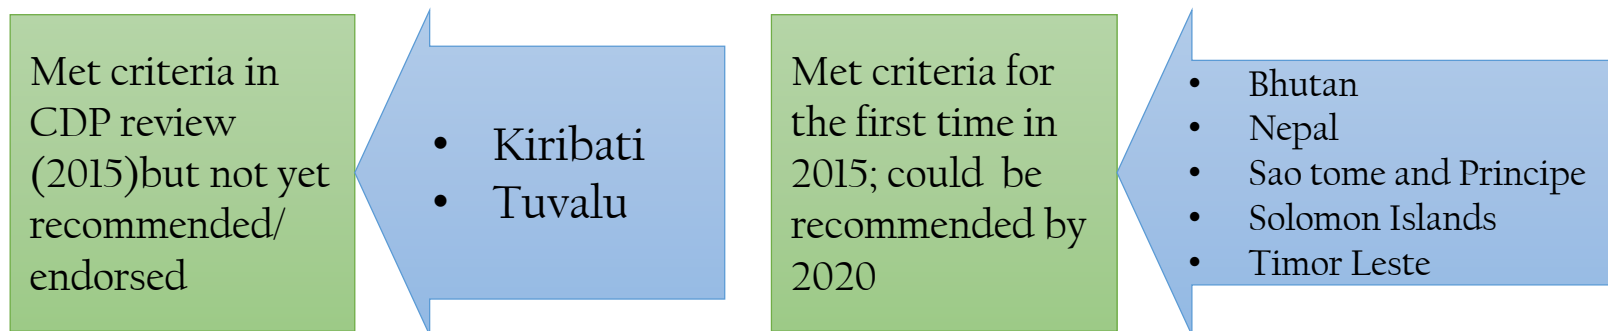 Met criteria in
CDP review
(2015)but not yet
recommended/
endorsed
• Kiribati
• Tuvalu
Met criteria for
the first time in
2015; could be
recommended by
2020
• Bhutan
• Nepal
• Sao tome and Principe
• Solomon Islands
• Timor Leste